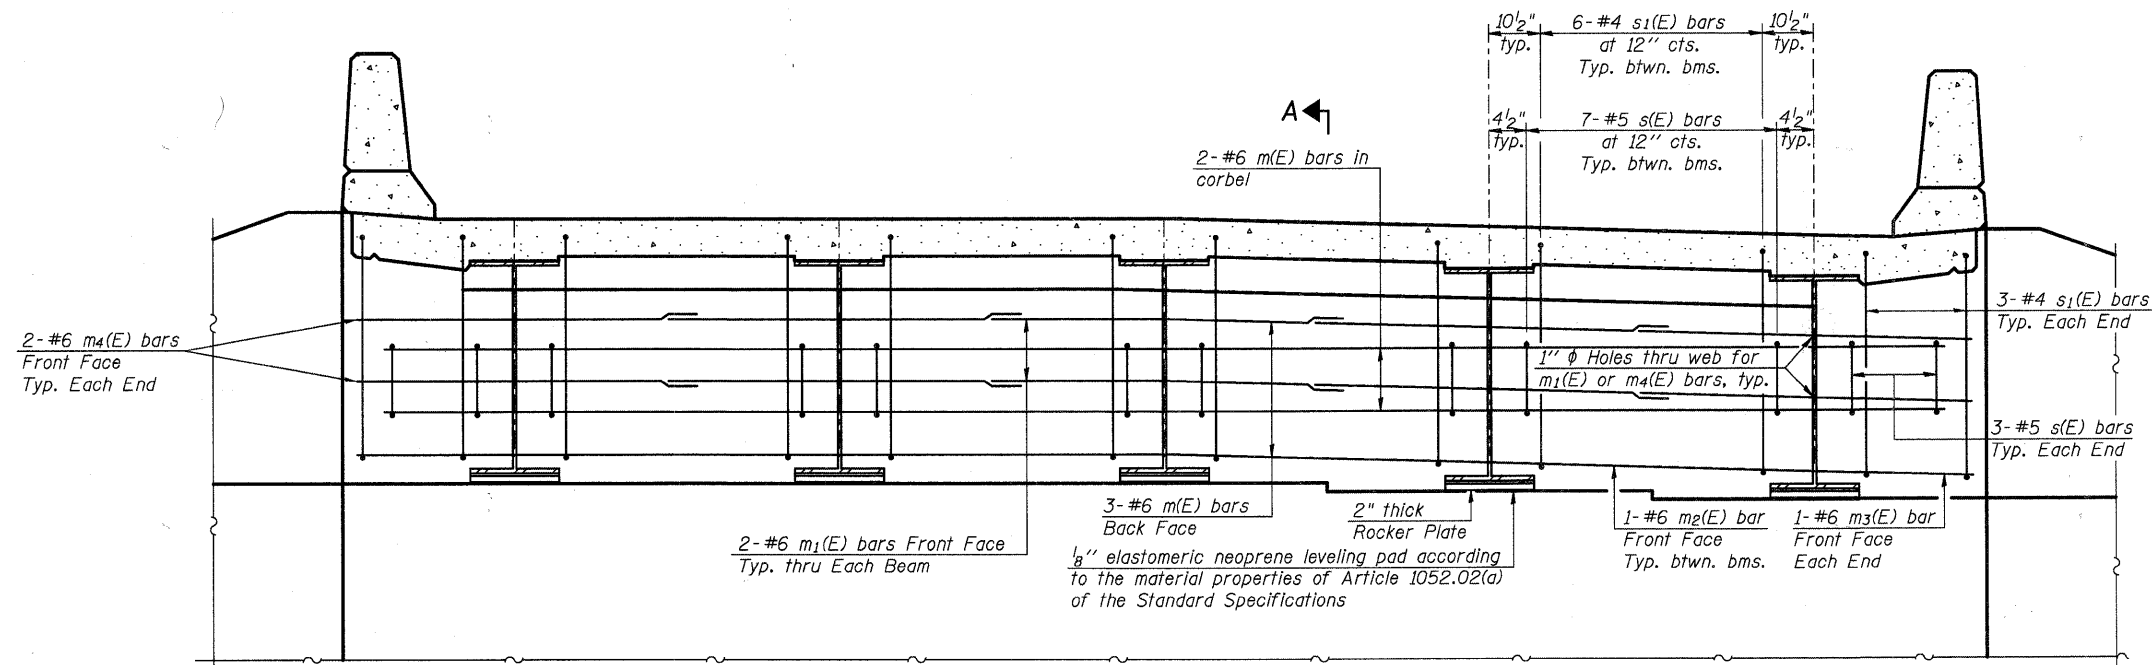 10½" typ.
6-#4 s1(E) bars
at 12" cts.
Typ. btwn. bms.
10½" typ.
A
4½" typ.
7-#5 s(E) bars
at 12" cts.
Typ. btwn. bms.
4½" typ.
2-#6 m(E) bars in
corbel
2-#6 m4(E) bars
Front Face
Typ. Each End
3-#4 s1(E) bars
Typ. Each End
1" ϕ Holes thru web for
m1(E) or m4(E) bars, typ.
3-#5 s(E) bars
Typ. Each End
3-#6 m(E) bars
Back Face
2" thick
Rocker Plate
1-#6 m2(E) bar
Front Face
Typ. btwn. bms.
1-#6 m3(E) bar
Front Face
Each End
2-#6 m1(E) bars Front Face
Typ. thru Each Beam
⅛" elastomeric neoprene leveling pad according
to the material properties of Article 1052.02(a)
of the Standard Specifications